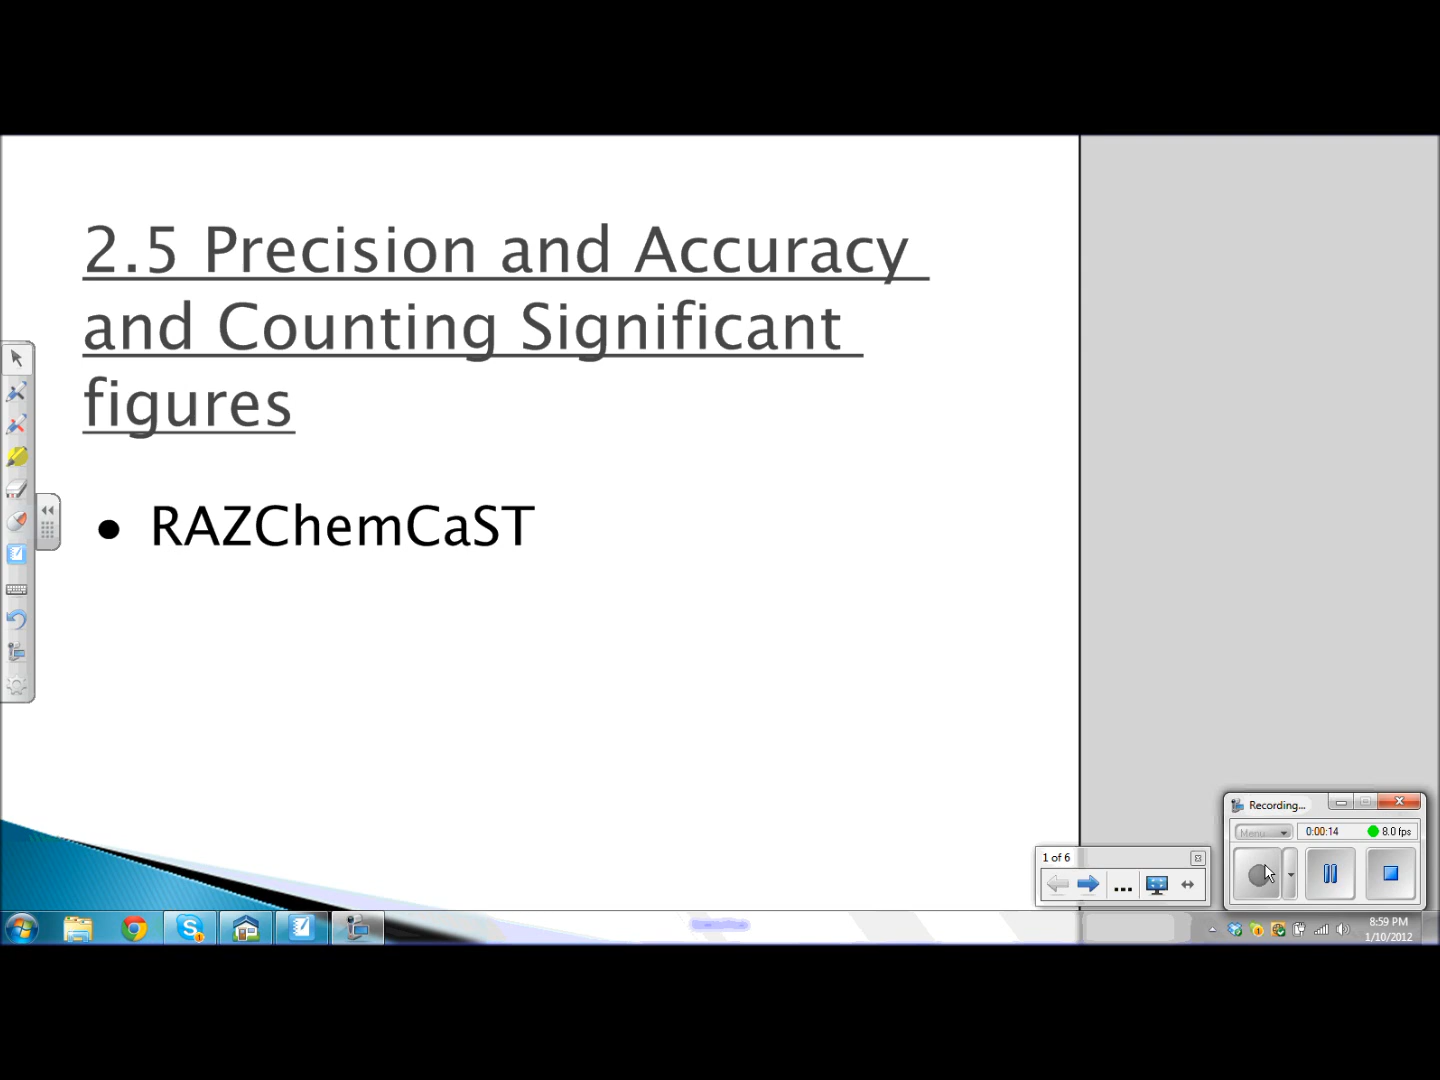 2.5 Precision and Accuracy
and Counting Significant
figures
• RAZChemCaST
Recording...
Menu
0:00:14
8.0 fps
1 of 6
...
8:59 PM
1/10/2012